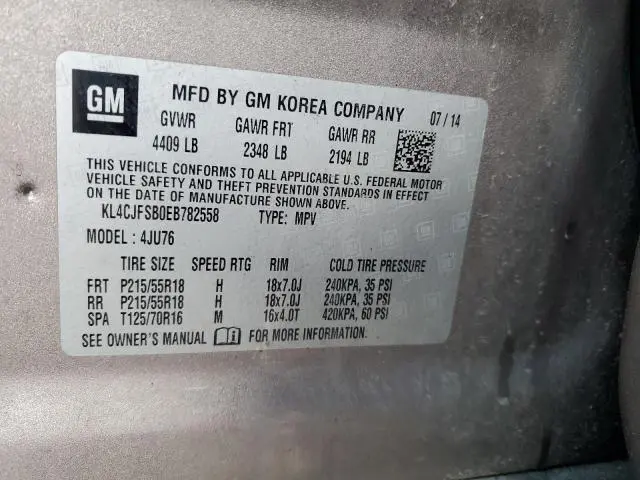 GM
MFD BY GM KOREA COMPANY 07/14
GVWR GAWR FRT GAWR RR
4409 LB 2348 LB 2194 LB
THIS VEHICLE CONFORMS TO ALL APPLICABLE U.S. FEDERAL MOTOR
VEHICLE SAFETY AND THEFT PREVENTION STANDARDS IN EFFECT
ON THE DATE OF MANUFACTURE SHOWN ABOVE.
KL4CJFSB0EB782558 TYPE: MPV
MODEL : 4JU76
TIRE SIZE SPEED RTG RIM COLD TIRE PRESSURE
FRT P215/55R18 H 18x7.0J 240KPA, 35 PSI
RR P215/55R18 H 18x7.0J 240KPA, 35 PSI
SPA T125/70R16 M 16x4.0T 420KPA, 60 PSI
SEE OWNER'S MANUAL FOR MORE INFORMATION.